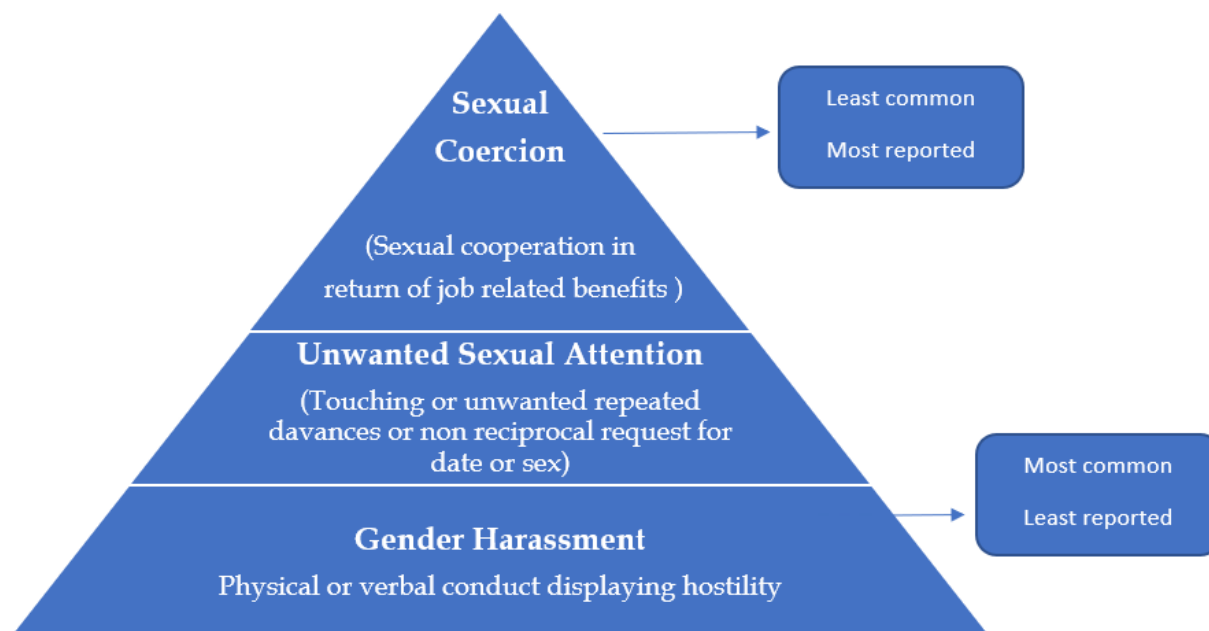 Sexual
Coercion
(Sexual cooperation in
return of job related benefits )
Least common
Most reported
Unwanted Sexual Attention
(Touching or unwanted repeated
davances or non reciprocal request for
date or sex)
Gender Harassment
Physical or verbal conduct displaying hostility
Most common
Least reported